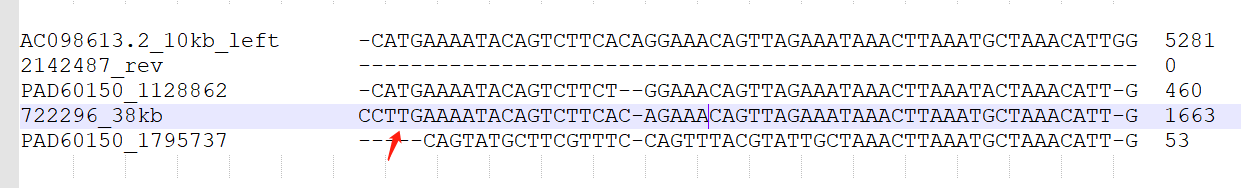 AC098613.2_10kb_left -CATGAAAATACAGTCTTCACAGGAAACAGTTAGAAATAAACTTAAATGCTAAACATTGG 5281
2142487_rev ------------------------------------------------------------ 0
PAD60150_1128862 -CATGAAAATACAGTCTTCT--GGAAACAGTTAGAAATAAACTTAAATACTAAACATT-G 460
722296_38kb CCTTGAAAATACAGTCTTCAC-AGAAACAGTTAGAAATAAACTTAAATGCTAAACATT-G 1663
PAD60150_1795737 -----CAGTATGCTTCGTTTC-CAGTTTACGTATTGCTAAACTTAAATGCTAAACATT-G 53